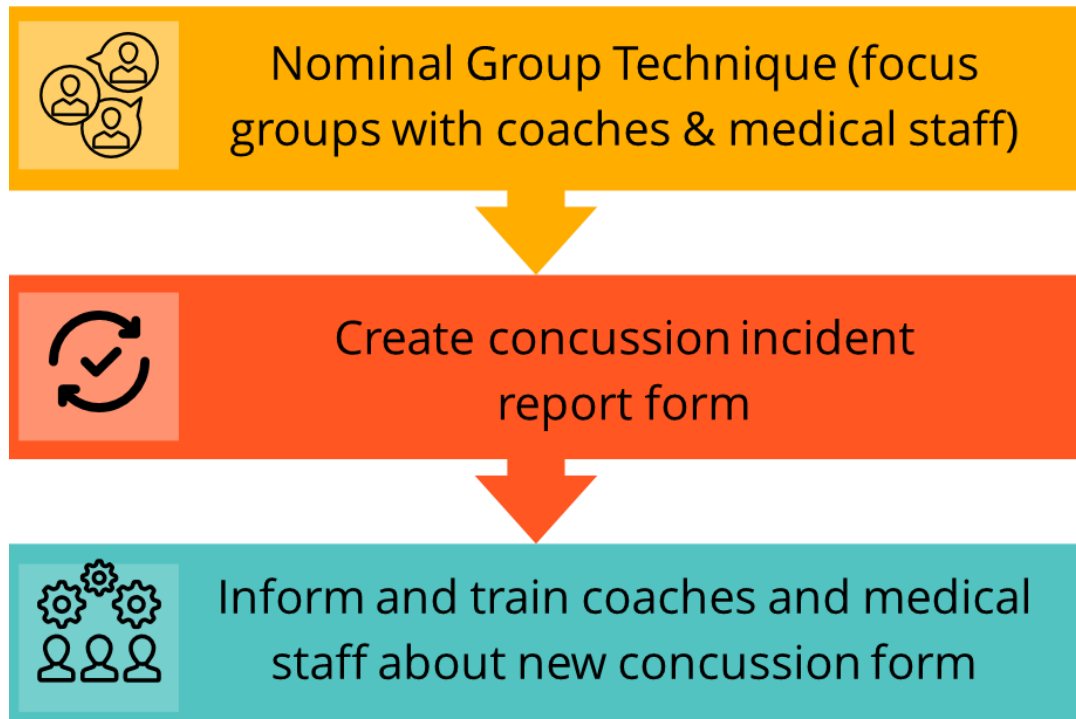 Nominal Group Technique (focus
groups with coaches & medical staff)
Create concussion incident
report form
Inform and train coaches and medical
staff about new concussion form